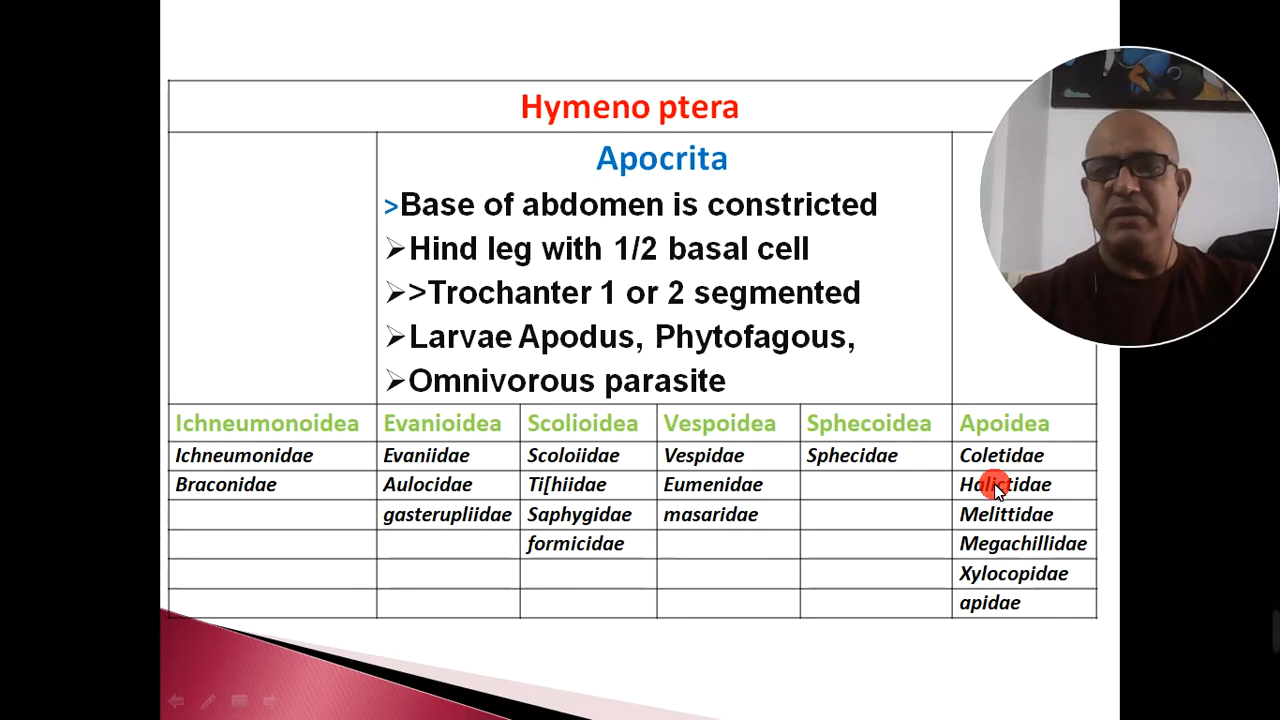 Hymeno ptera
Apocrita
>Base of abdomen is constricted
➢Hind leg with 1/2 basal cell
➢>Trochanter 1 or 2 segmented
➢Larvae Apodus, Phytofagous,
➢Omnivorous parasite
Ichneumonoidea Evanioidea Scolioidea Vespoidea Sphecoidea Apoidea
Ichneumonidae Evaniidae Scoloiidae Vespidae Sphecidae Coletidae
Braconidae Aulocidae Ti[hiidae Eumenidae Halictidae
gasterupliidae Saphygidae masaridae Melittidae
formicidae Megachillidae
Xylocopidae
apidae